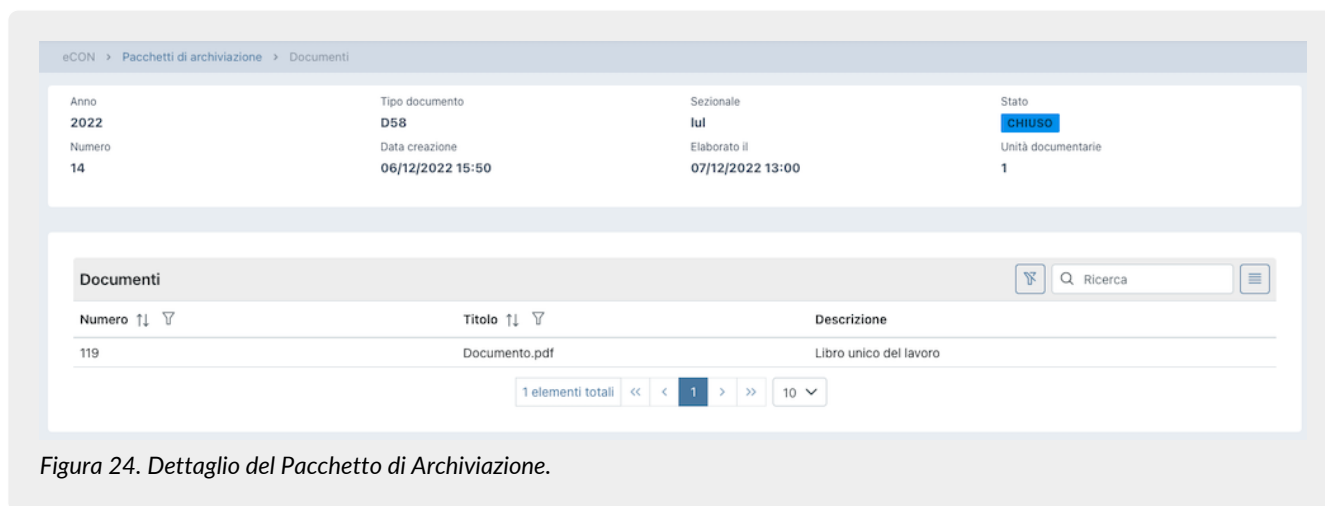 eCON > Pacchetti di archiviazione > Documenti
Anno Tipo documento Sezionale Stato
2022 D58 lul CHIUSO
Numero Data creazione Elaborato il Unità documentarie
14 06/12/2022 15:50 07/12/2022 13:00 1
Documenti Ricerca
Numero Titolo Descrizione
119 Documento.pdf Libro unico del lavoro
1 elementi totali << < 1 > >> 10
Figura 24. Dettaglio del Pacchetto di Archiviazione.